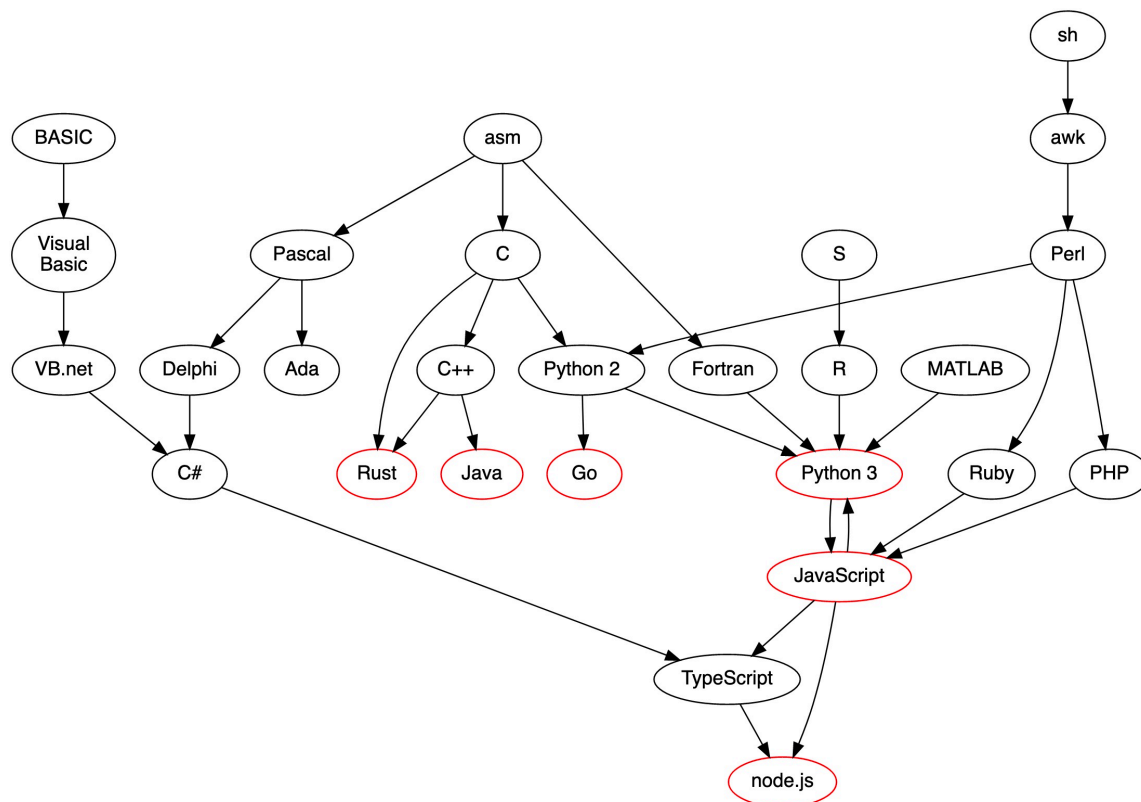 sh
BASIC
asm
awk
Visual
Basic
Pascal
C
S
Perl
VB.net
Delphi
Ada
C++
Python 2
Fortran
R
MATLAB
C#
Rust
Java
Go
Python 3
Ruby
PHP
JavaScript
TypeScript
node.js